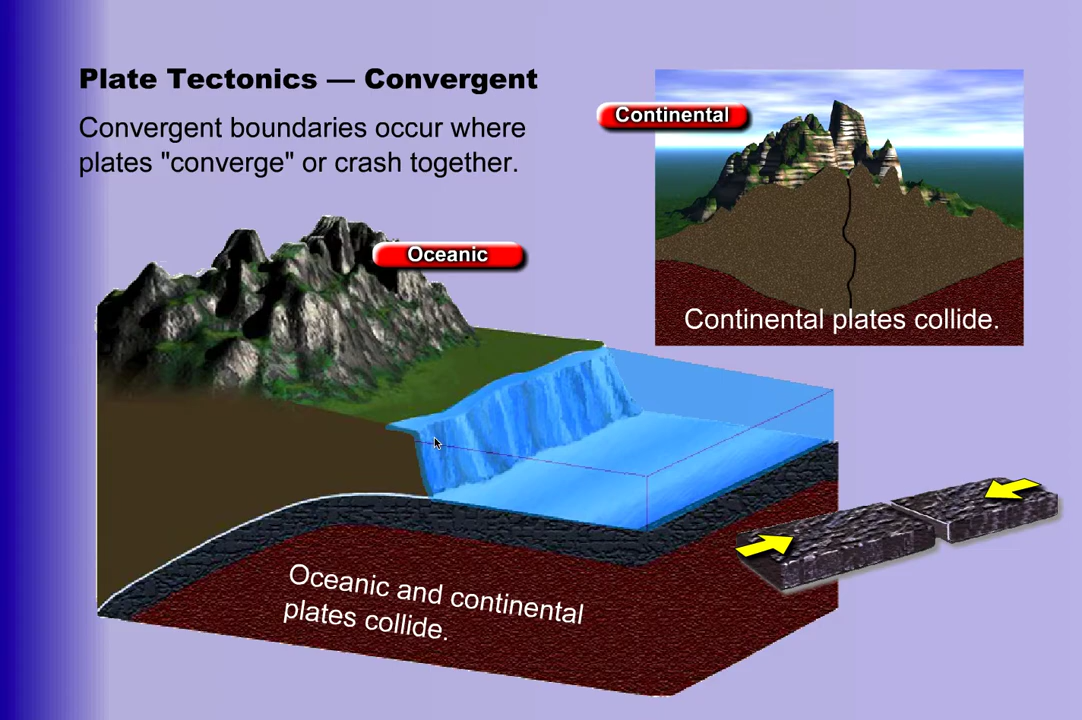 Plate Tectonics — Convergent
Convergent boundaries occur where
plates "converge" or crash together.
Continental
Continental plates collide.
Oceanic
Oceanic and continental
plates collide.